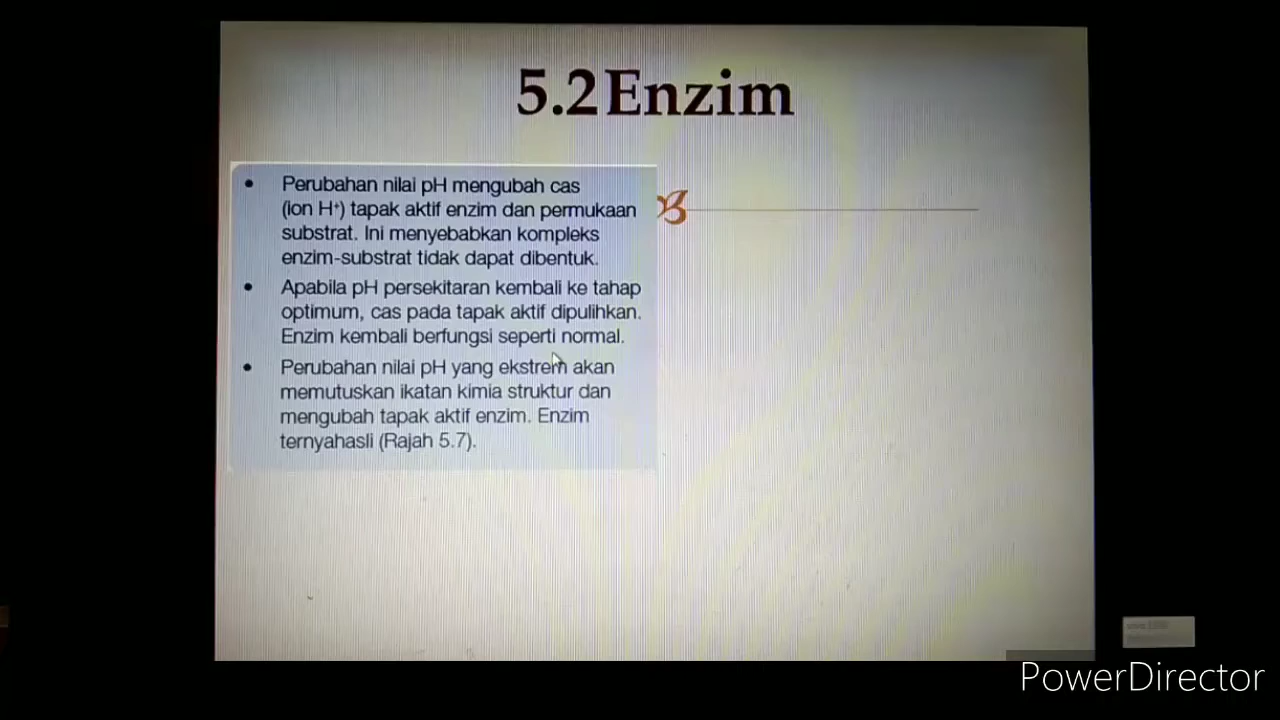 5.2 Enzim
• Perubahan nilai pH mengubah cas
(ion H⁺) tapak aktif enzim dan permukaan
substrat. Ini menyebabkan kompleks
enzim-substrat tidak dapat dibentuk.
• Apabila pH persekitaran kembali ke tahap
optimum, cas pada tapak aktif dipulihkan.
Enzim kembali berfungsi seperti normal.
• Perubahan nilai pH yang ekstrem akan
memutuskan ikatan kimia struktur dan
mengubah tapak aktif enzim. Enzim
ternyahasli (Rajah 5.7).
PowerDirector